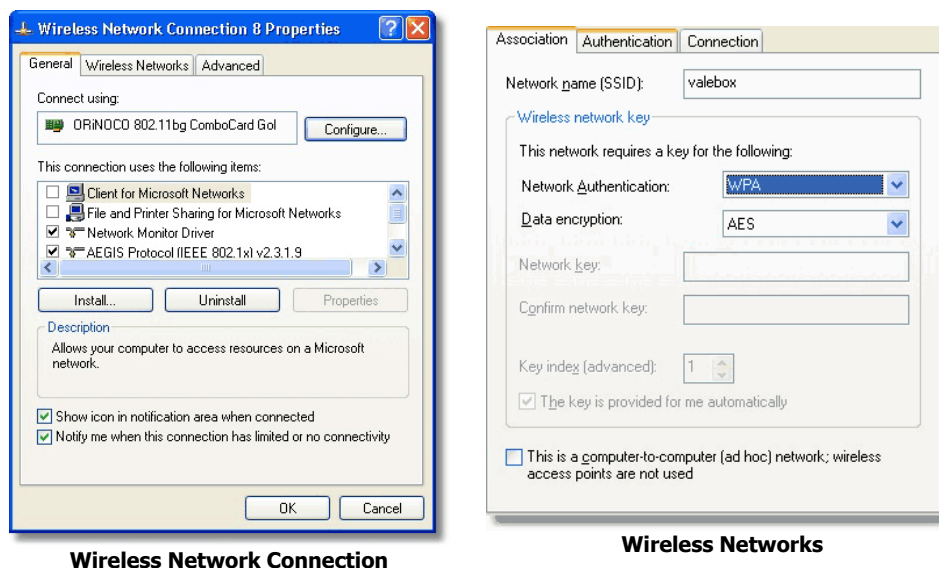 Wireless Network Connection 8 Properties
General Wireless Networks Advanced
Connect using:
ORiNOCO 802.11bg ComboCard Gol Configure...
This connection uses the following items:
Client for Microsoft Networks
File and Printer Sharing for Microsoft Networks
Network Monitor Driver
AEGIS Protocol (IEEE 802.1x) v2.3.1.9
Install... Uninstall Properties
Description
Allows your computer to access resources on a Microsoft
network.
Show icon in notification area when connected
Notify me when this connection has limited or no connectivity
OK Cancel
Wireless Network Connection
Association Authentication Connection
Network name (SSID): valebox
Wireless network key
This network requires a key for the following:
Network Authentication: WPA
Data encryption: AES
Network key:
Confirm network key:
Key index (advanced): 1
The key is provided for me automatically
This is a computer-to-computer (ad hoc) network; wireless
access points are not used
Wireless Networks